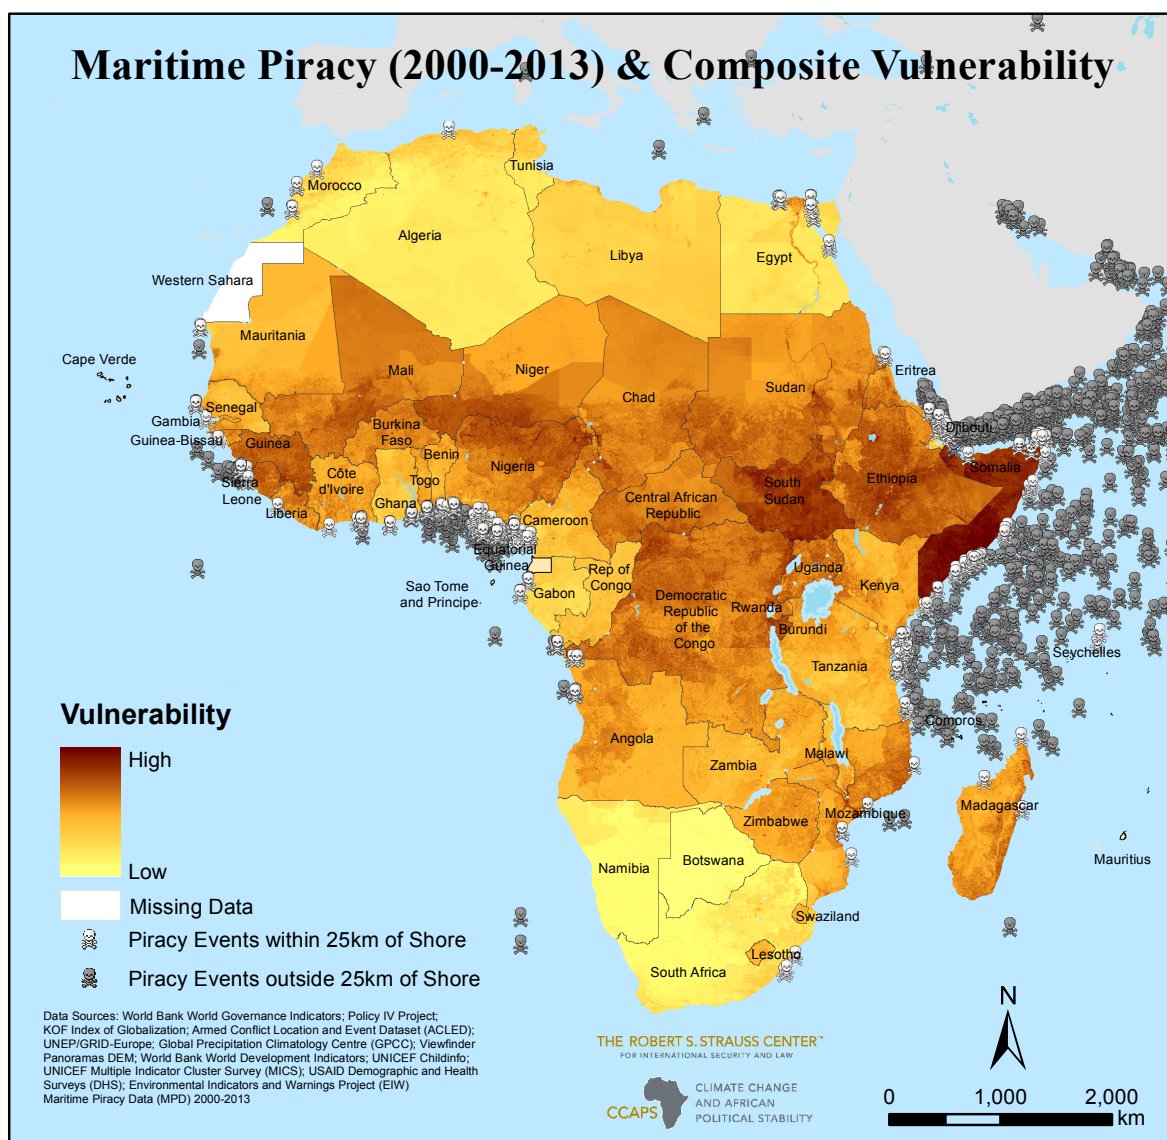 Maritime Piracy (2000-2013) & Composite Vulnerability
Tunisia
Morocco
Algeria
Libya
Egypt
Western Sahara
Mauritania
Cape Verde
Mali
Niger
Chad
Sudan
Eritrea
Senegal
Gambia
Guinea-Bissau
Guinea
Burkina
Faso
Benin
Nigeria
Djibouti
Somalia
Ethiopia
Sierra
Leone
Côte
d'Ivoire
Togo
Ghana
Liberia
Central African
Republic
South
Sudan
Cameroon
Equatorial
Guinea
Sao Tome
and Principe
Gabon
Rep of
Congo
Democratic
Republic
of the
Congo
Uganda
Kenya
Rwanda
Burundi
Tanzania
Seychelles
Comoros
Angola
Zambia
Malawi
Mozambique
Zimbabwe
Madagascar
Mauritius
Namibia
Botswana
Swaziland
Lesotho
South Africa
Vulnerability
High
Low
Missing Data
Piracy Events within 25km of Shore
Piracy Events outside 25km of Shore
Data Sources: World Bank World Governance Indicators; Policy IV Project;
KOF Index of Globalization; Armed Conflict Location and Event Dataset (ACLED);
UNEP/GRID-Europe; Global Precipitation Climatology Centre (GPCC); Viewfinder
Panoramas DEM; World Bank World Development Indicators; UNICEF Childinfo;
UNICEF Multiple Indicator Cluster Survey (MICS); USAID Demographic and Health
Surveys (DHS); Environmental Indicators and Warnings Project (EIW)
Maritime Piracy Data (MPD) 2000-2013
THE ROBERT S. STRAUSS CENTER™
FOR INTERNATIONAL SECURITY AND LAW
CCAPS
CLIMATE CHANGE
AND AFRICAN
POLITICAL STABILITY
N
0 1,000 2,000
km